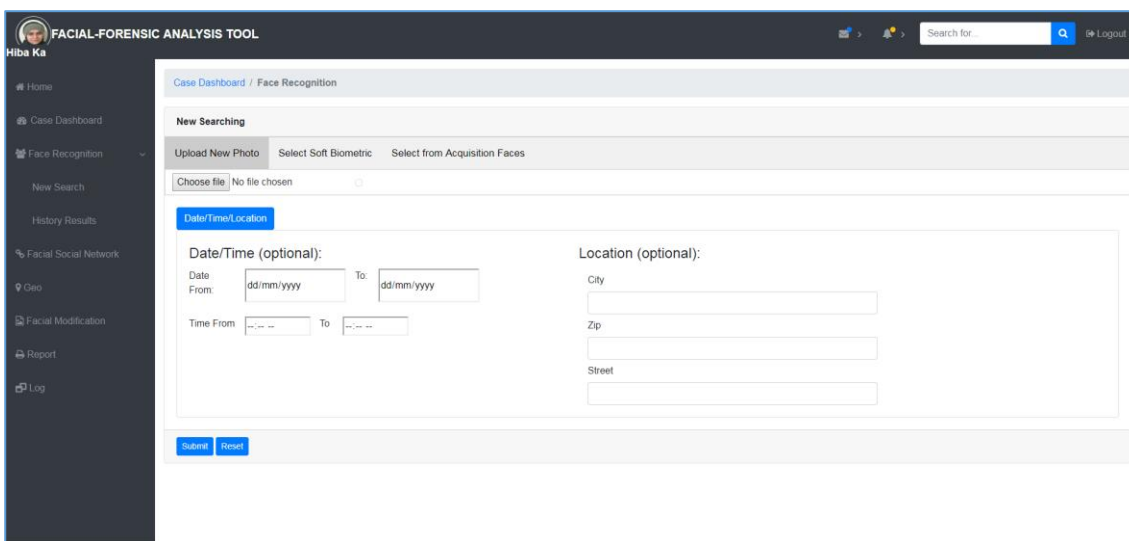 FACIAL-FORENSIC ANALYSIS TOOL
Hiba Ka
Search for...
Logout
Home
Case Dashboard
Face Recognition
New Search
History Results
Facial Social Network
Geo
Facial Modification
Report
Log
Case Dashboard / Face Recognition
New Searching
Upload New Photo Select Soft Biometric Select from Acquisition Faces
Choose file No file chosen
Date/Time/Location
Date/Time (optional):
Date From: dd/mm/yyyy To: dd/mm/yyyy
Time From --:-- -- To --:-- --
Location (optional):
City
Zip
Street
Submit Reset